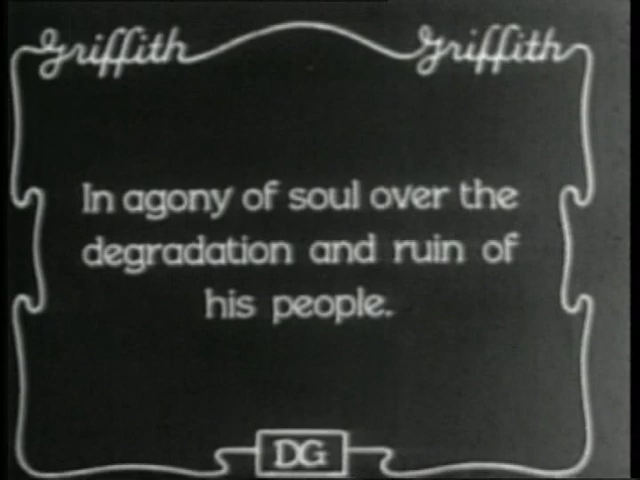 Griffith Griffith
In agony of soul over the
degradation and ruin of
his people.
DG